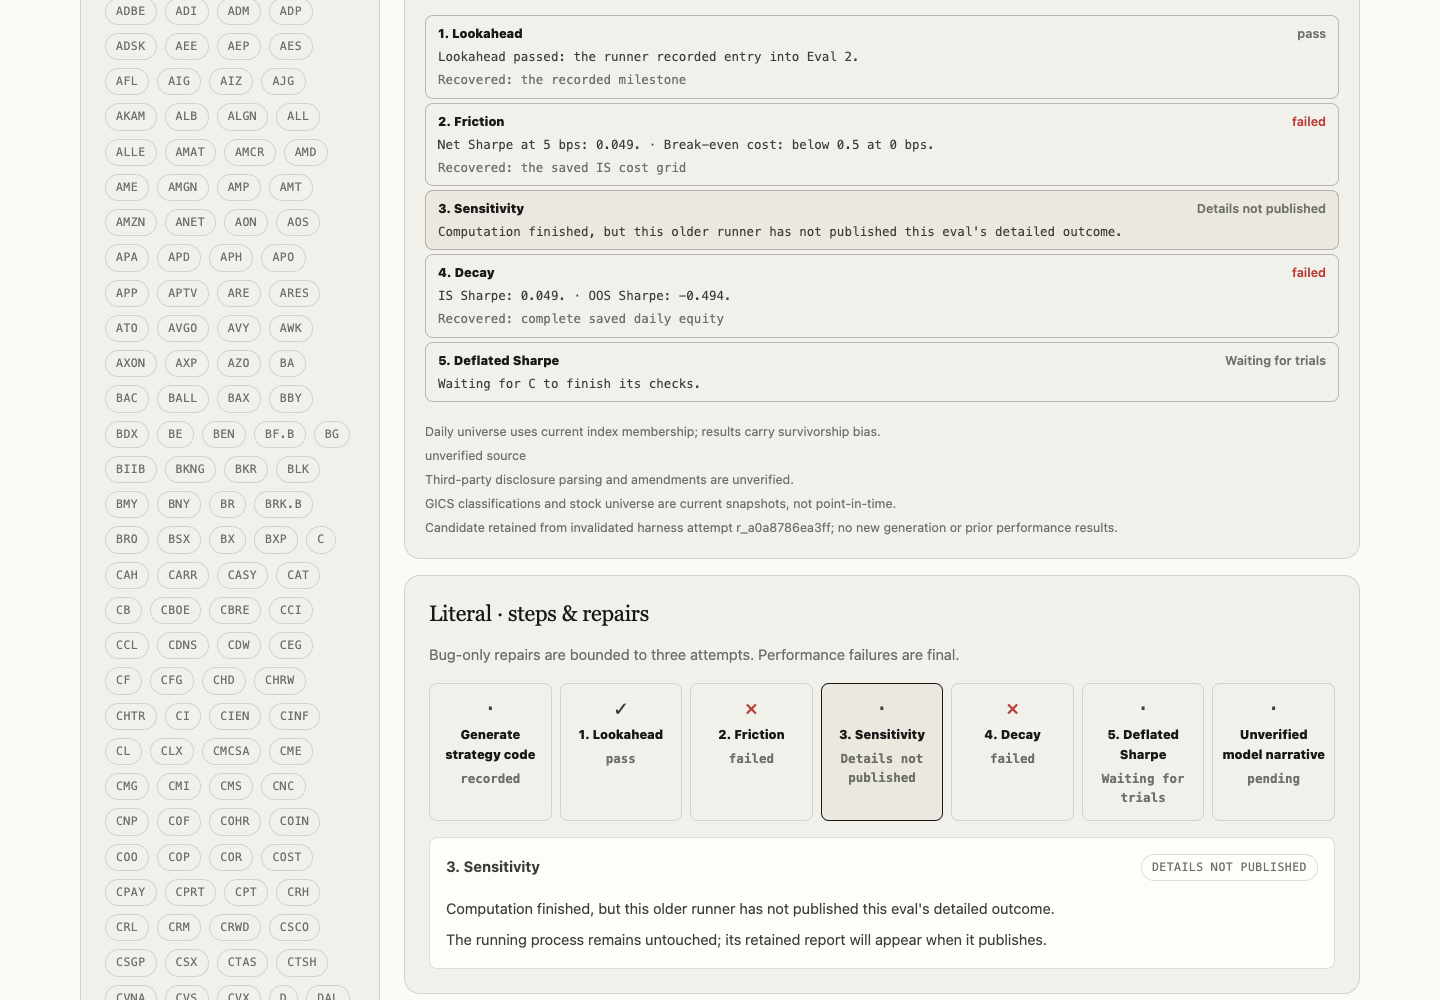 ADBE ADI ADM ADP
ADSK AEE AEP AES
AFL AIG AIZ AJG
AKAM ALB ALGN ALL
ALLE AMAT AMCR AMD
AME AMGN AMP AMT
AMZN ANET AON AOS
APA APD APH APO
APP APTV ARE ARES
ATO AVGO AVY AWK
AXON AXP AZO BA
BAC BALL BAX BBY
BDX BE BEN BF.B BG
BIIB BKNG BKR BLK
BMY BNY BR BRK.B
BRO BSX BX BXP C
CAH CARR CASY CAT
CB CBOE CBRE CCI
CCL CDNS CDW CEG
CF CFG CHD CHRW
CHTR CI CIEN CINF
CL CLX CMCSA CME
CMG CMI CMS CNC
CNP COF COHR COIN
COO COP COR COST
CPAY CPRT CPT CRH
CRL CRM CRWD CSCO
CSGP CSX CTAS CTSH
CVNA CVS CVX D DAL
1. Lookahead pass
Lookahead passed: the runner recorded entry into Eval 2.
Recovered: the recorded milestone
2. Friction failed
Net Sharpe at 5 bps: 0.049. · Break-even cost: below 0.5 at 0 bps.
Recovered: the saved IS cost grid
3. Sensitivity Details not published
Computation finished, but this older runner has not published this eval's detailed outcome.
4. Decay failed
IS Sharpe: 0.049. · OOS Sharpe: −0.494.
Recovered: complete saved daily equity
5. Deflated Sharpe Waiting for trials
Waiting for C to finish its checks.
Daily universe uses current index membership; results carry survivorship bias.
unverified source
Third-party disclosure parsing and amendments are unverified.
GICS classifications and stock universe are current snapshots, not point-in-time.
Candidate retained from invalidated harness attempt r_a0a8786ea3ff; no new generation or prior performance results.
Literal · steps & repairs
Bug-only repairs are bounded to three attempts. Performance failures are final.
·
Generate
strategy code
recorded
✓
1. Lookahead
pass
✕
2. Friction
failed
·
3. Sensitivity
Details not
published
✕
4. Decay
failed
·
5. Deflated
Sharpe
Waiting for
trials
·
Unverified
model narrative
pending
3. Sensitivity DETAILS NOT PUBLISHED
Computation finished, but this older runner has not published this eval's detailed outcome.
The running process remains untouched; its retained report will appear when it publishes.